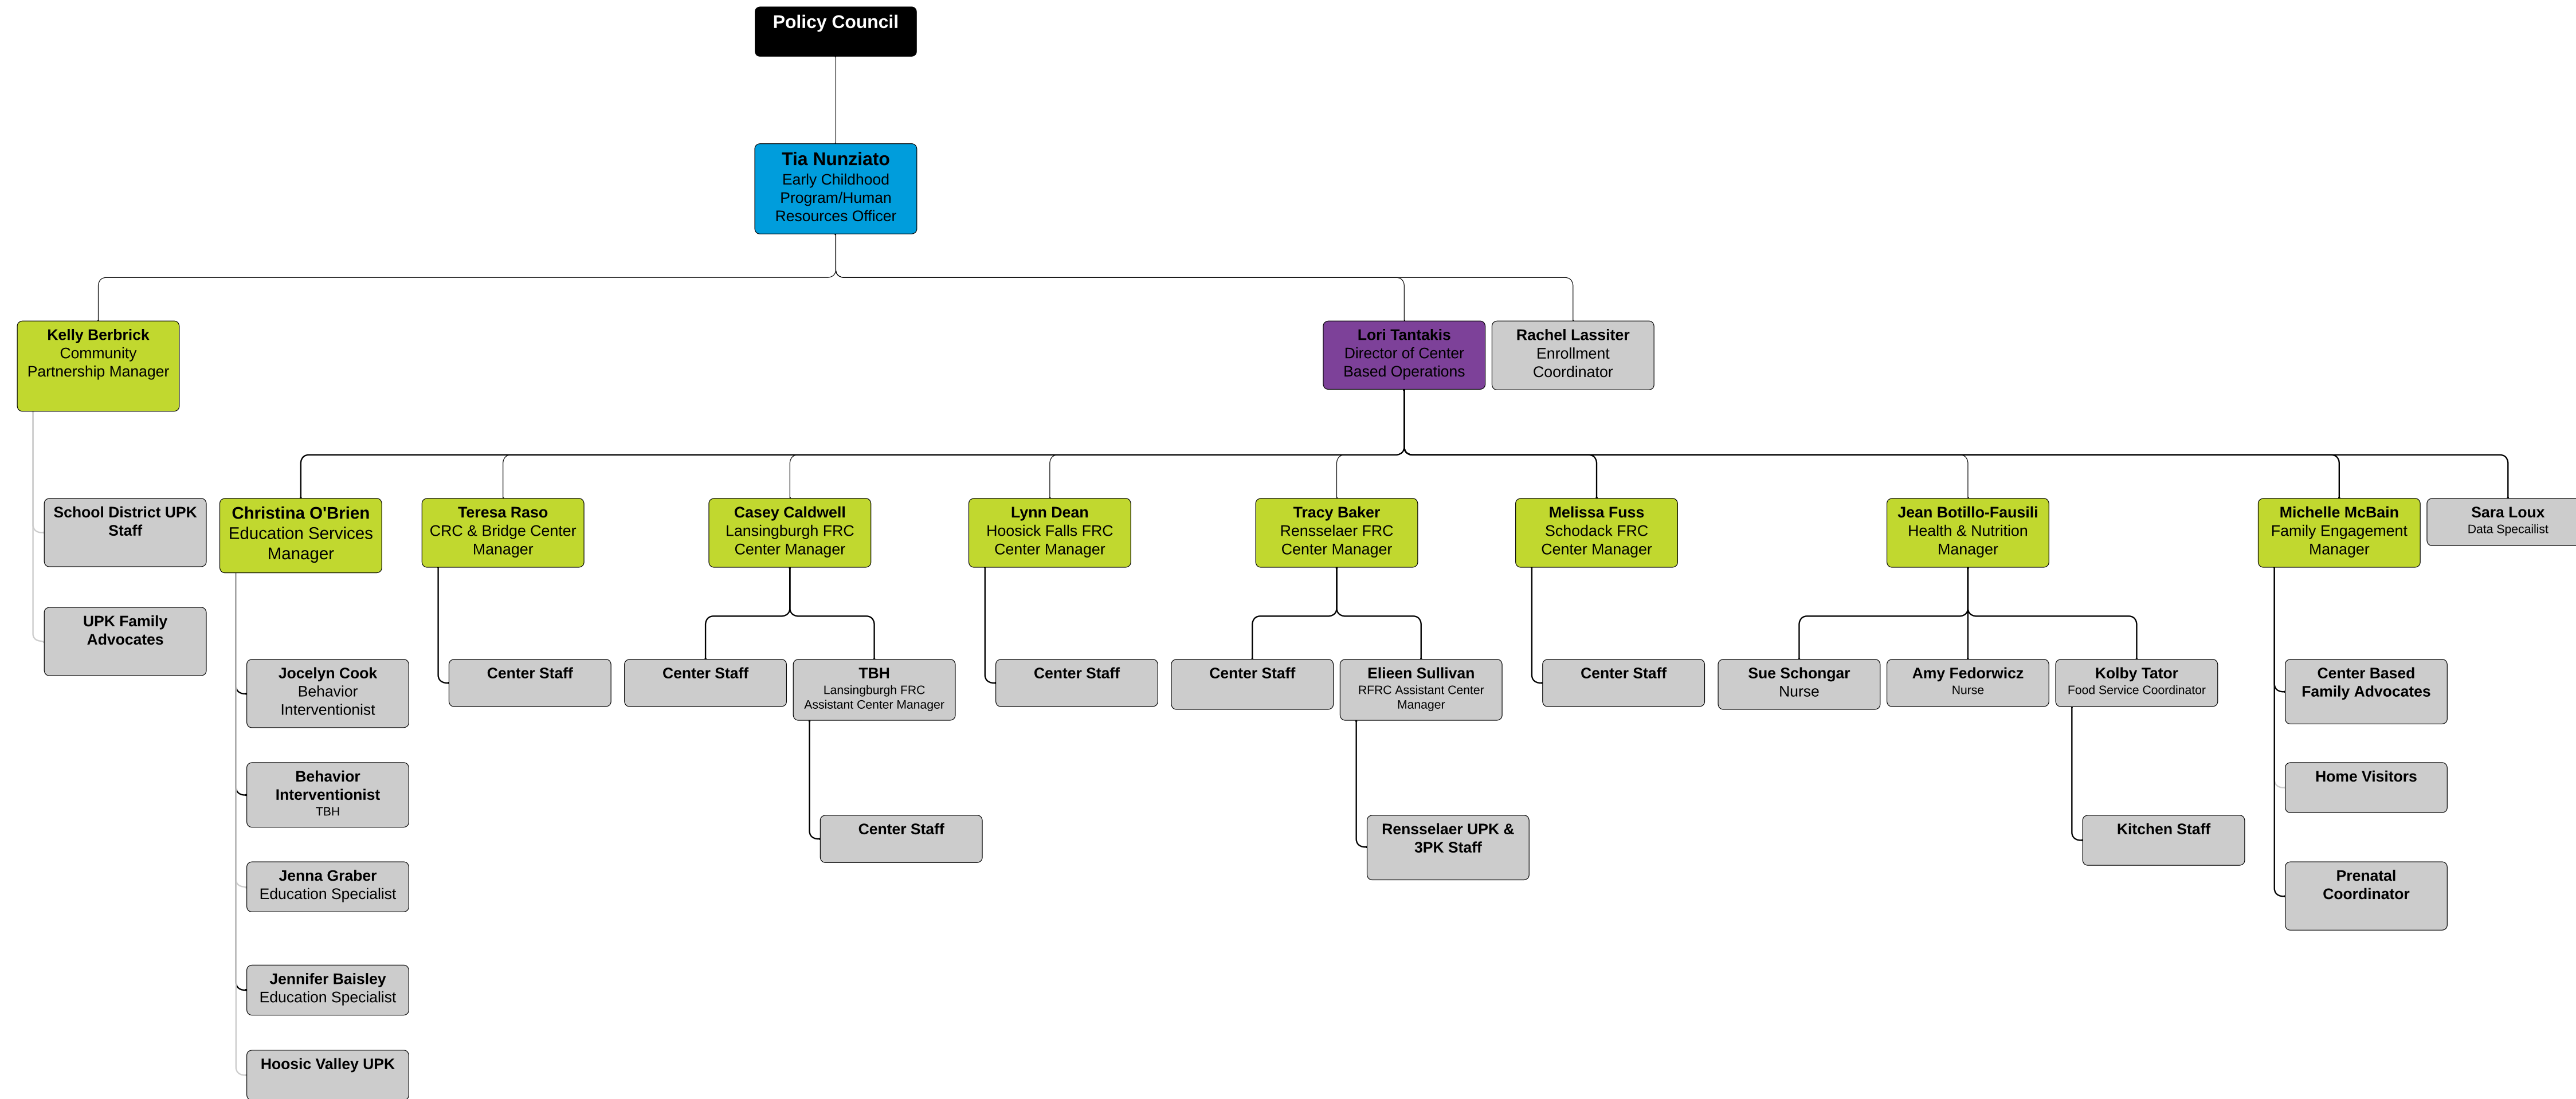 Policy Council
Tia Nunziato
Early Childhood
Program/Human
Resources Officer
Kelly Berbrick
Community
Partnership Manager
Lori Tantakis
Director of Center
Based Operations
Rachel Lassiter
Enrollment
Coordinator
School District UPK
Staff
UPK Family
Advocates
Christina O'Brien
Education Services
Manager
Teresa Raso
CRC & Bridge Center
Manager
Casey Caldwell
Lansingburgh FRC
Center Manager
Lynn Dean
Hoosick Falls FRC
Center Manager
Tracy Baker
Rensselaer FRC
Center Manager
Melissa Fuss
Schodack FRC
Center Manager
Jean Botillo-Fausili
Health & Nutrition
Manager
Michelle McBain
Family Engagement
Manager
Sara Loux
Data Specailist
Jocelyn Cook
Behavior
Interventionist
Behavior
Interventionist
TBH
Jenna Graber
Education Specialist
Jennifer Baisley
Education Specialist
Hoosic Valley UPK
Center Staff
Center Staff
TBH
Lansingburgh FRC
Assistant Center Manager
Center Staff
Center Staff
Center Staff
Elieen Sullivan
RFRC Assistant Center
Manager
Rensselaer UPK &
3PK Staff
Center Staff
Sue Schongar
Nurse
Amy Fedorwicz
Nurse
Kolby Tator
Food Service Coordinator
Kitchen Staff
Center Based
Family Advocates
Home Visitors
Prenatal
Coordinator